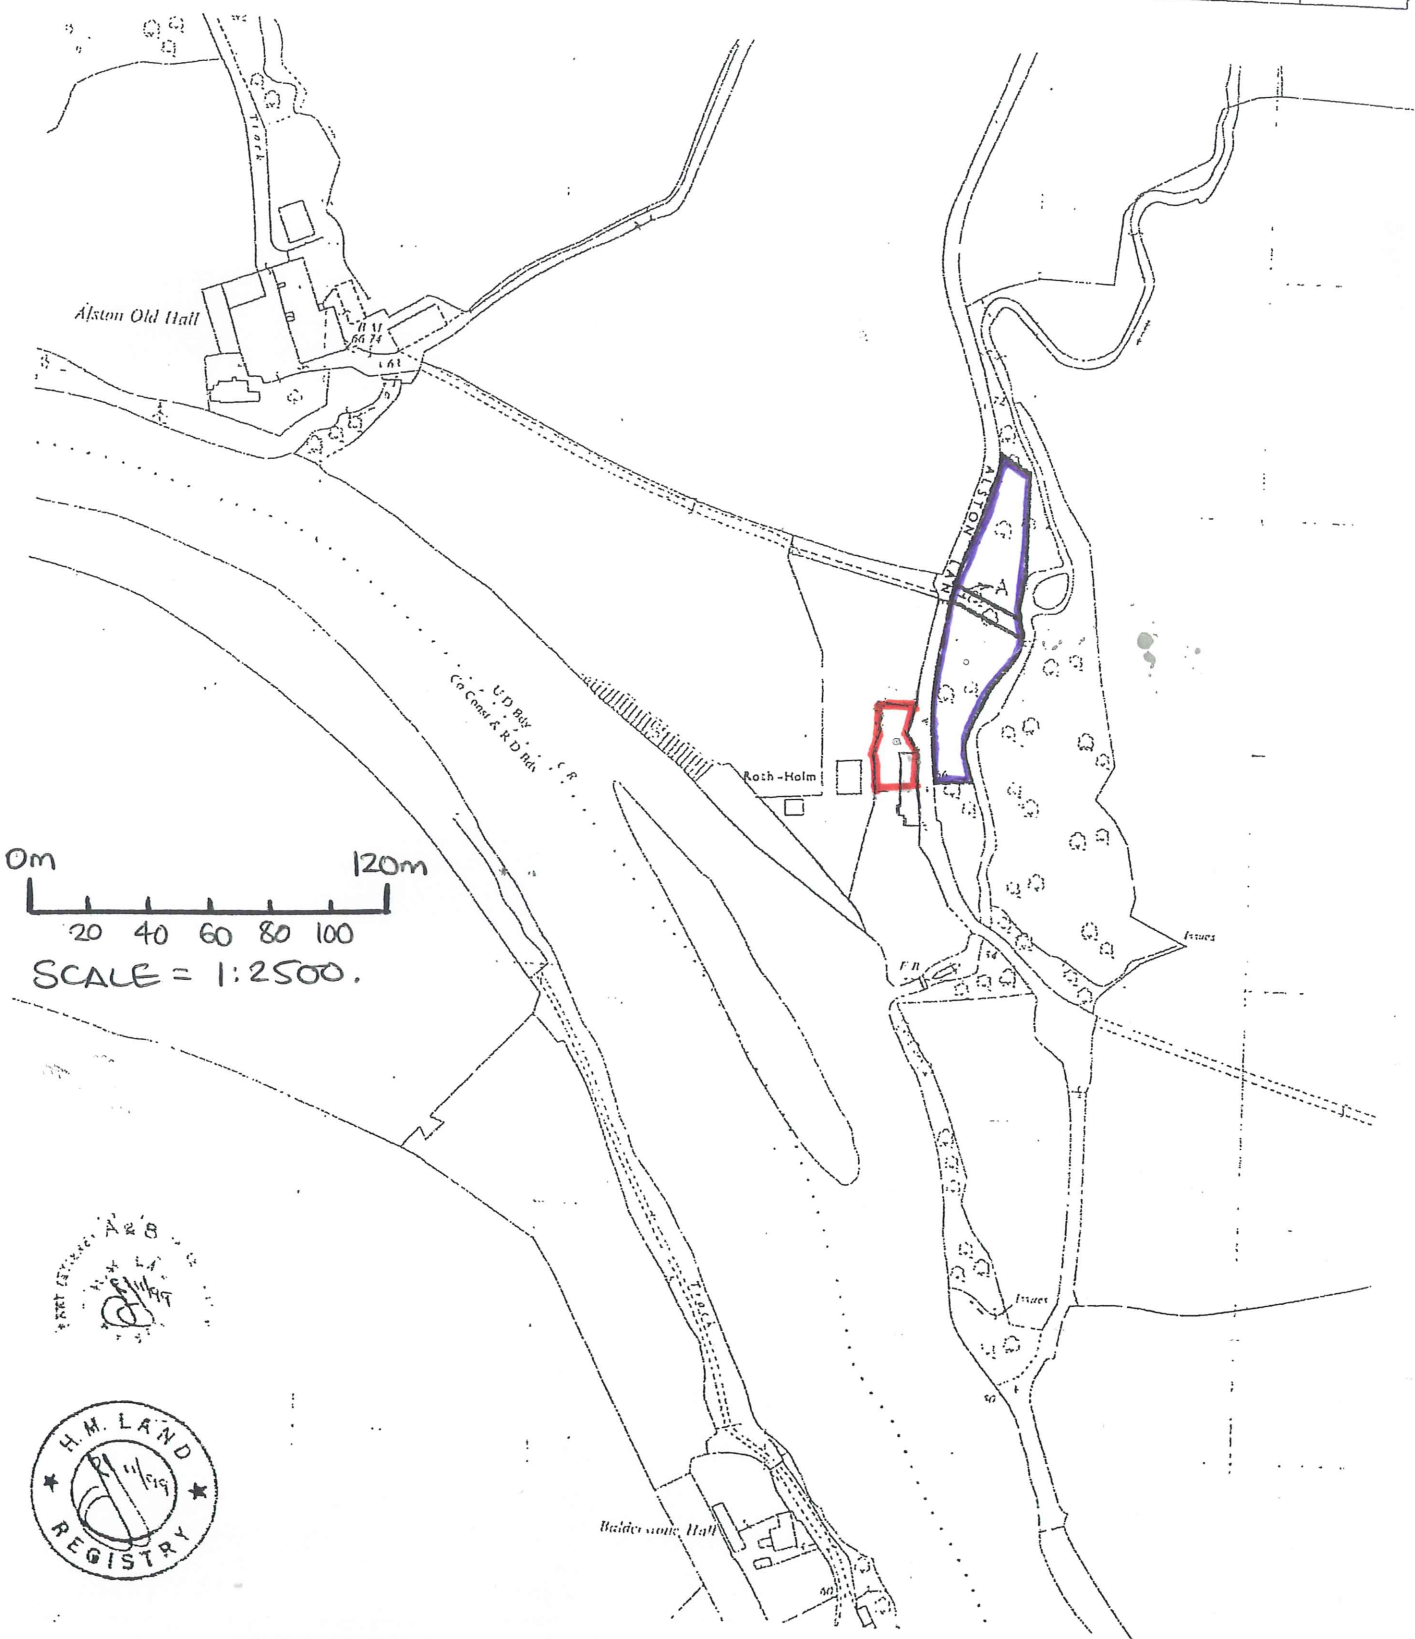 Track
Alston Old Hall
ALSTON LANE
A
U D Bdy
Co Const & R D Bdy
C R
Roth-Holm
0m 120m
20 40 60 80 100
SCALE = 1:2500.
Issues
F B
A & B
Issues
Track
H.M. LAND REGISTRY
Balderstone Hall